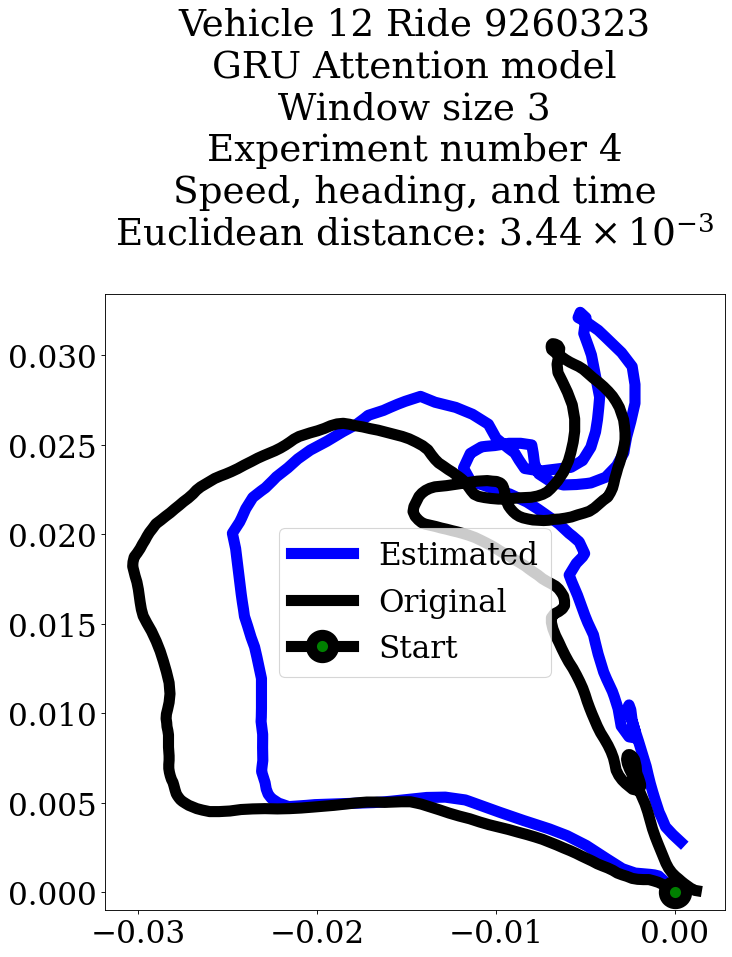 Vehicle 12 Ride 9260323
GRU Attention model
Window size 3
Experiment number 4
Speed, heading, and time
Euclidean distance: 3.44 × 10⁻³
0.030
0.025
0.020
0.015
0.010
0.005
0.000
Estimated
Original
Start
−0.03 −0.02 −0.01 0.00